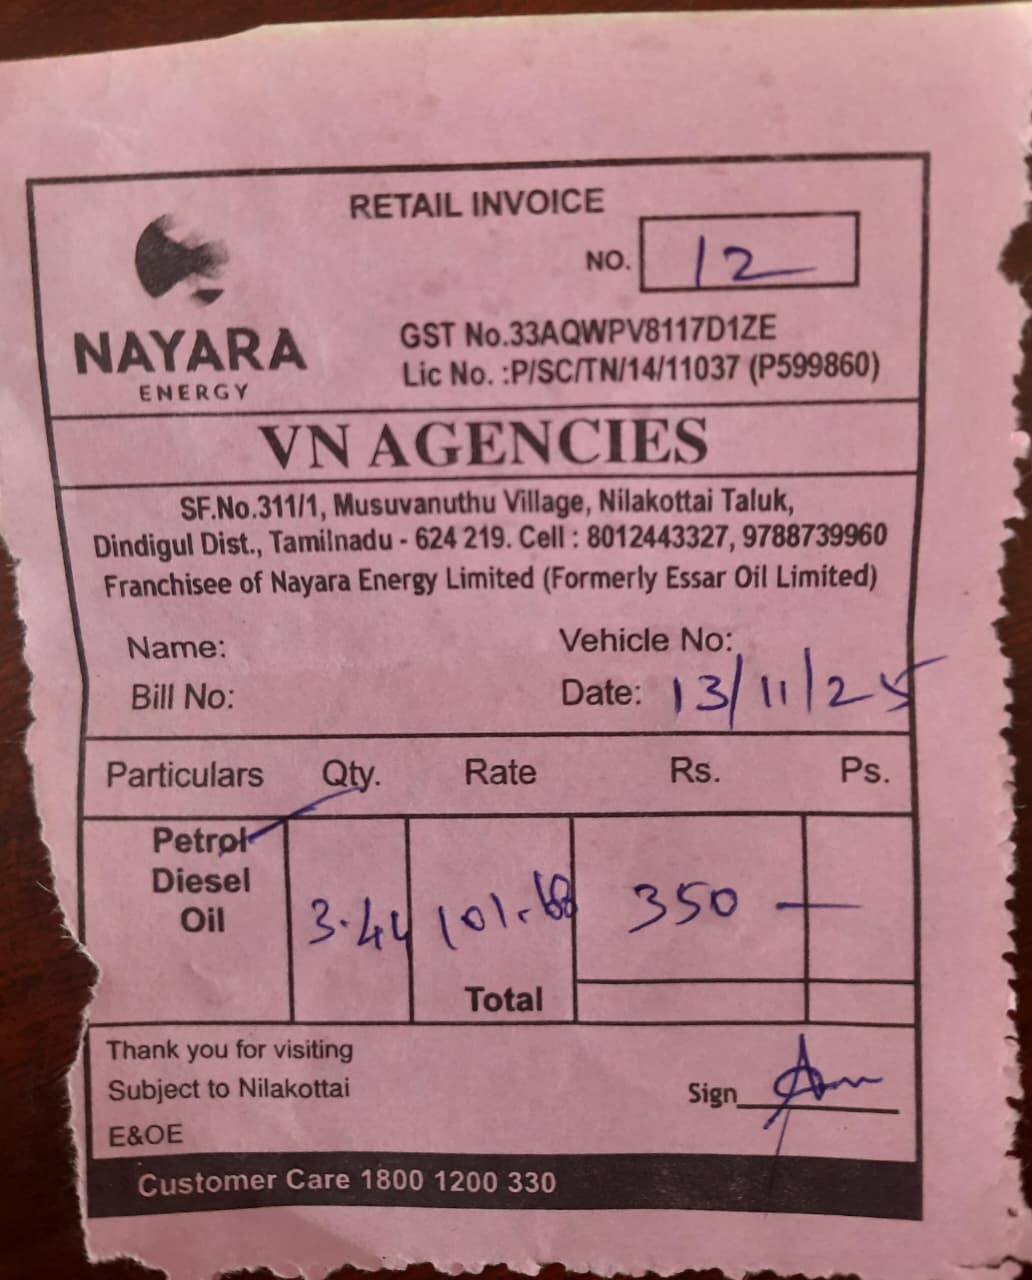 RETAIL INVOICE
NO. 12
NAYARA
ENERGY
GST No.33AQWPV8117D1ZE
Lic No. :P/SC/TN/14/11037 (P599860)
VN AGENCIES
SF.No.311/1, Musuvanuthu Village, Nilakottai Taluk,
Dindigul Dist., Tamilnadu - 624 219. Cell : 8012443327, 9788739960
Franchisee of Nayara Energy Limited (Formerly Essar Oil Limited)
Name: Vehicle No:
Bill No: Date: 13/11/25
Particulars Qty. Rate Rs. Ps.
Petrol
Diesel
Oil 3.44 101.68 350 —
Total
Thank you for visiting
Subject to Nilakottai
Sign
E&OE
Customer Care 1800 1200 330